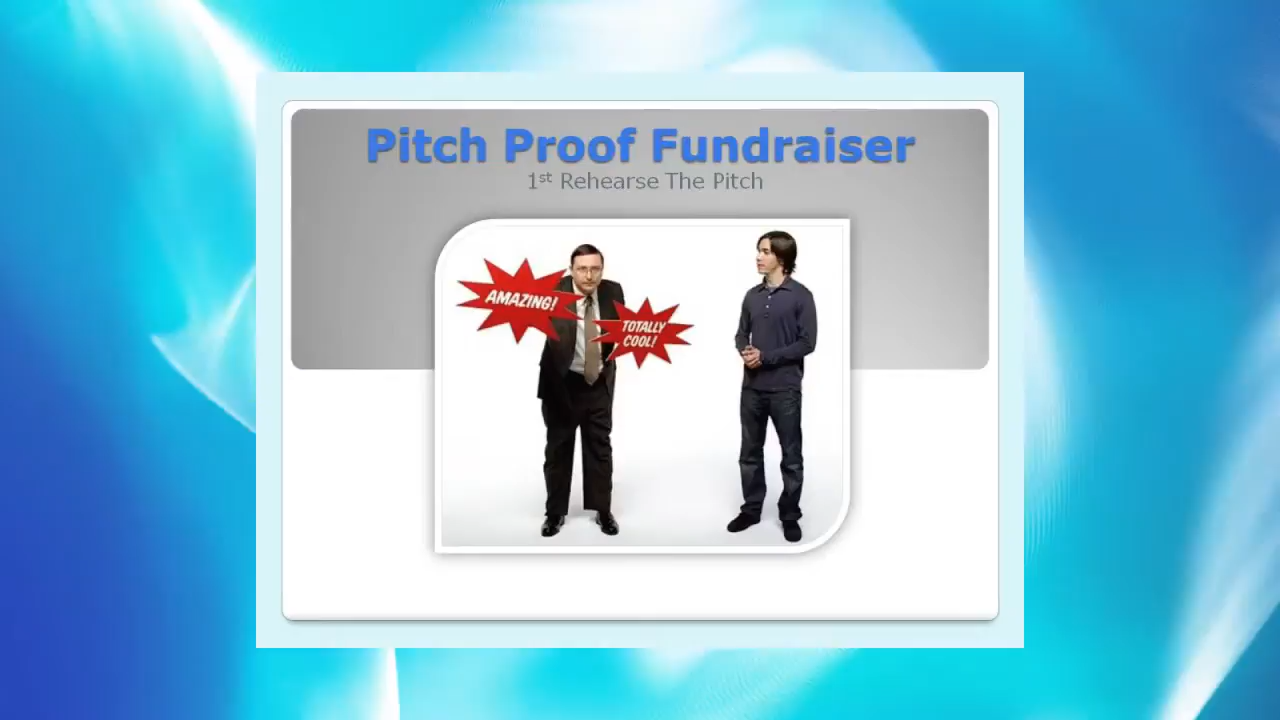 Pitch Proof Fundraiser
1st Rehearse The Pitch
AMAZING!
TOTALLY
COOL!